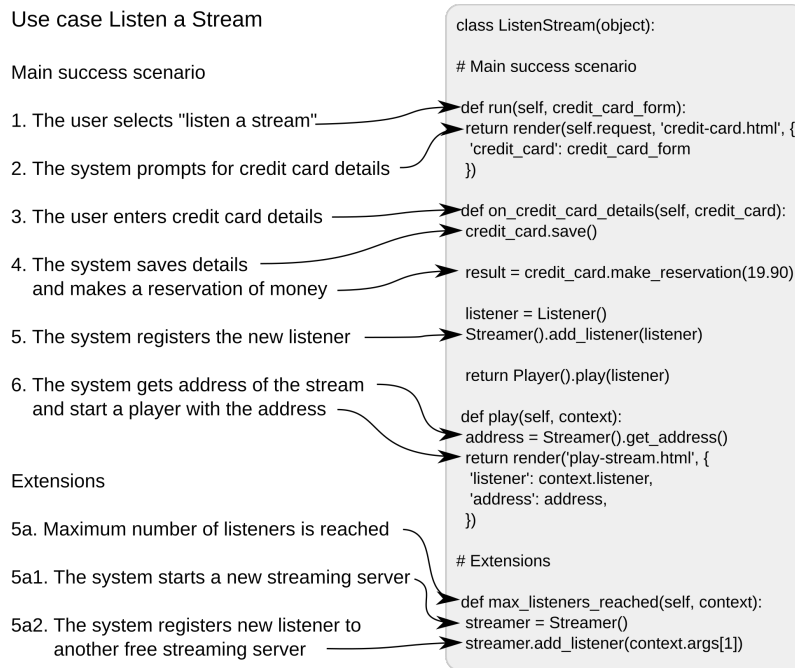 Use case Listen a Stream
Main success scenario
1. The user selects "listen a stream"
2. The system prompts for credit card details
3. The user enters credit card details
4. The system saves details
and makes a reservation of money
5. The system registers the new listener
6. The system gets address of the stream
and start a player with the address
Extensions
5a. Maximum number of listeners is reached
5a1. The system starts a new streaming server
5a2. The system registers new listener to
another free streaming server
class ListenStream(object):
# Main success scenario
def run(self, credit_card_form):
return render(self.request, 'credit-card.html', {
'credit_card': credit_card_form
})
def on_credit_card_details(self, credit_card):
credit_card.save()
result = credit_card.make_reservation(19.90)
listener = Listener()
Streamer().add_listener(listener)
return Player().play(listener)
def play(self, context):
address = Streamer().get_address()
return render('play-stream.html', {
'listener': context.listener,
'address': address,
})
# Extensions
def max_listeners_reached(self, context):
streamer = Streamer()
streamer.add_listener(context.args[1])